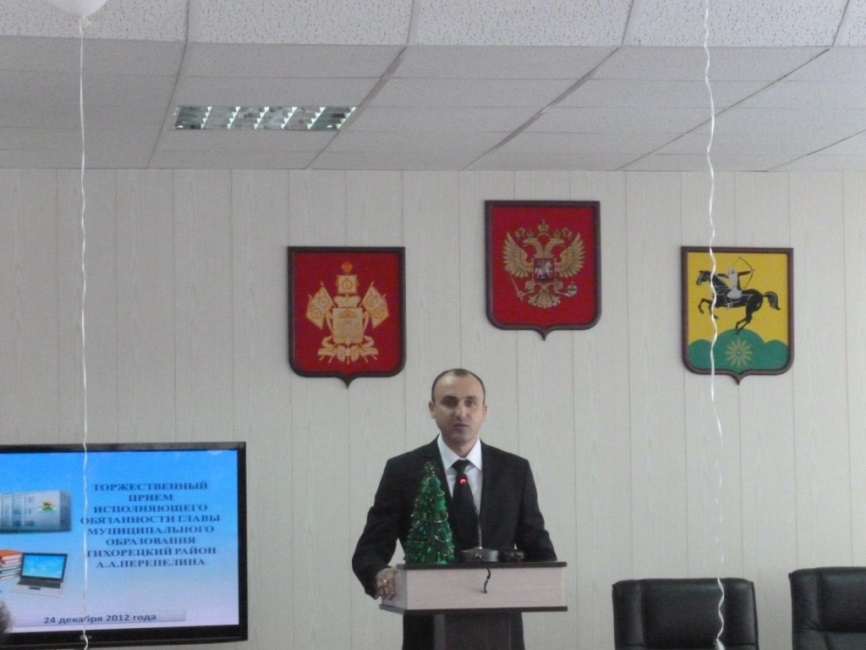 ТОРЖЕСТВЕННЫЙ
ПРИЕМ
ИСПОЛНЯЮЩЕГО
ОБЯЗАННОСТИ ГЛАВЫ
МУНИЦИПАЛЬНОГО
ОБРАЗОВАНИЯ
ТИХОРЕЦКИЙ РАЙОН
А.А.ПЕРЕПЕЛИНА
24 декабря 2012 года